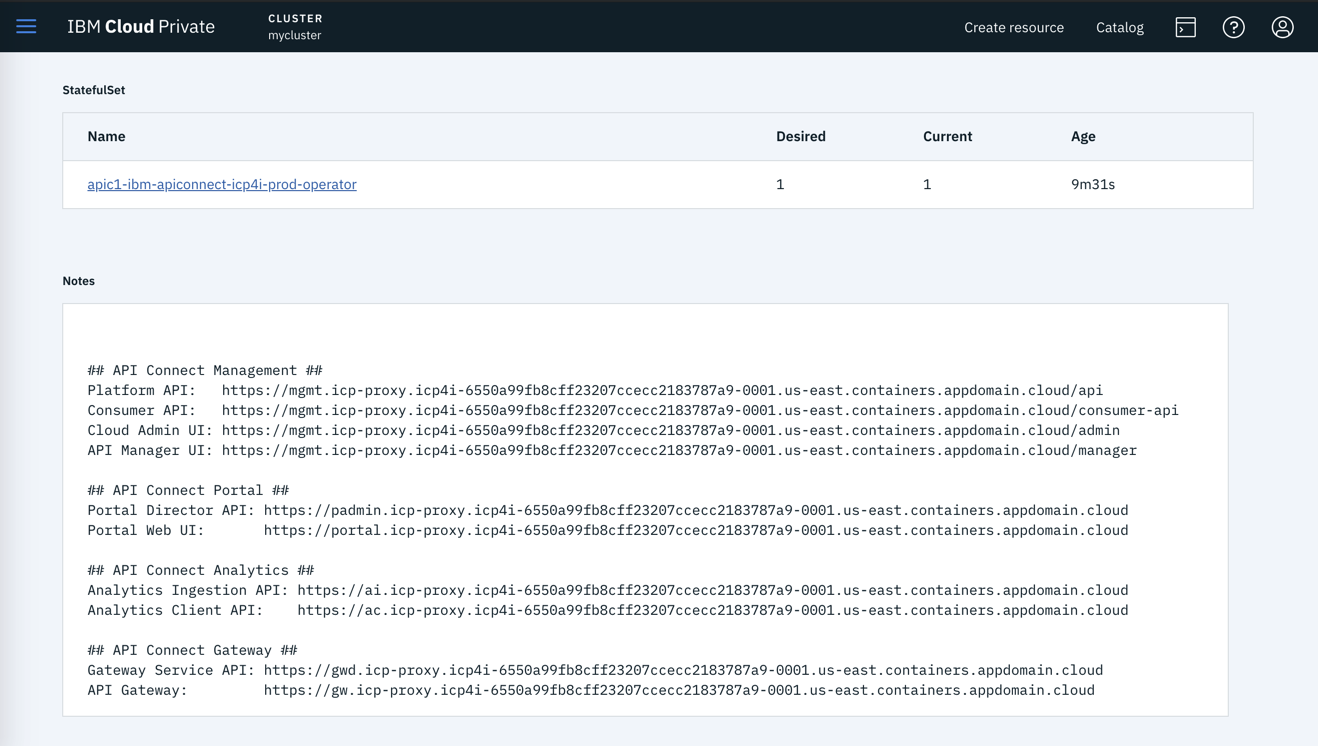 IBM Cloud Private
CLUSTER
mycluster
Create resource
Catalog
StatefulSet
Name Desired Current Age
apic1-ibm-apiconnect-icp4i-prod-operator 1 1 9m31s
Notes
## API Connect Management ##
Platform API: https://mgmt.icp-proxy.icp4i-6550a99fb8cff23207ccecc2183787a9-0001.us-east.containers.appdomain.cloud/api
Consumer API: https://mgmt.icp-proxy.icp4i-6550a99fb8cff23207ccecc2183787a9-0001.us-east.containers.appdomain.cloud/consumer-api
Cloud Admin UI: https://mgmt.icp-proxy.icp4i-6550a99fb8cff23207ccecc2183787a9-0001.us-east.containers.appdomain.cloud/admin
API Manager UI: https://mgmt.icp-proxy.icp4i-6550a99fb8cff23207ccecc2183787a9-0001.us-east.containers.appdomain.cloud/manager
## API Connect Portal ##
Portal Director API: https://padmin.icp-proxy.icp4i-6550a99fb8cff23207ccecc2183787a9-0001.us-east.containers.appdomain.cloud
Portal Web UI: https://portal.icp-proxy.icp4i-6550a99fb8cff23207ccecc2183787a9-0001.us-east.containers.appdomain.cloud
## API Connect Analytics ##
Analytics Ingestion API: https://ai.icp-proxy.icp4i-6550a99fb8cff23207ccecc2183787a9-0001.us-east.containers.appdomain.cloud
Analytics Client API: https://ac.icp-proxy.icp4i-6550a99fb8cff23207ccecc2183787a9-0001.us-east.containers.appdomain.cloud
## API Connect Gateway ##
Gateway Service API: https://gwd.icp-proxy.icp4i-6550a99fb8cff23207ccecc2183787a9-0001.us-east.containers.appdomain.cloud
API Gateway: https://gw.icp-proxy.icp4i-6550a99fb8cff23207ccecc2183787a9-0001.us-east.containers.appdomain.cloud